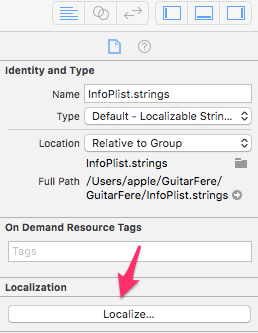 Identity and Type
Name InfoPlist.strings
Type Default - Localizable Strin...
Location Relative to Group
InfoPlist.strings
Full Path /Users/apple/GuitarFere/
GuitarFere/InfoPlist.strings
On Demand Resource Tags
Tags
Localization
Localize...